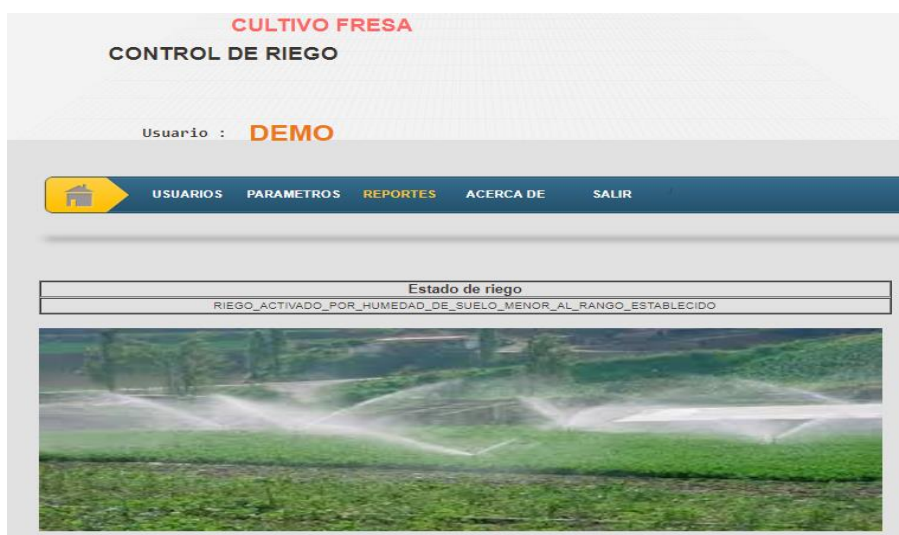 CULTIVO FRESA
CONTROL DE RIEGO
Usuario : DEMO
USUARIOS PARAMETROS REPORTES ACERCA DE SALIR
Estado de riego
RIEGO_ACTIVADO_POR_HUMEDAD_DE_SUELO_MENOR_AL_RANGO_ESTABLECIDO